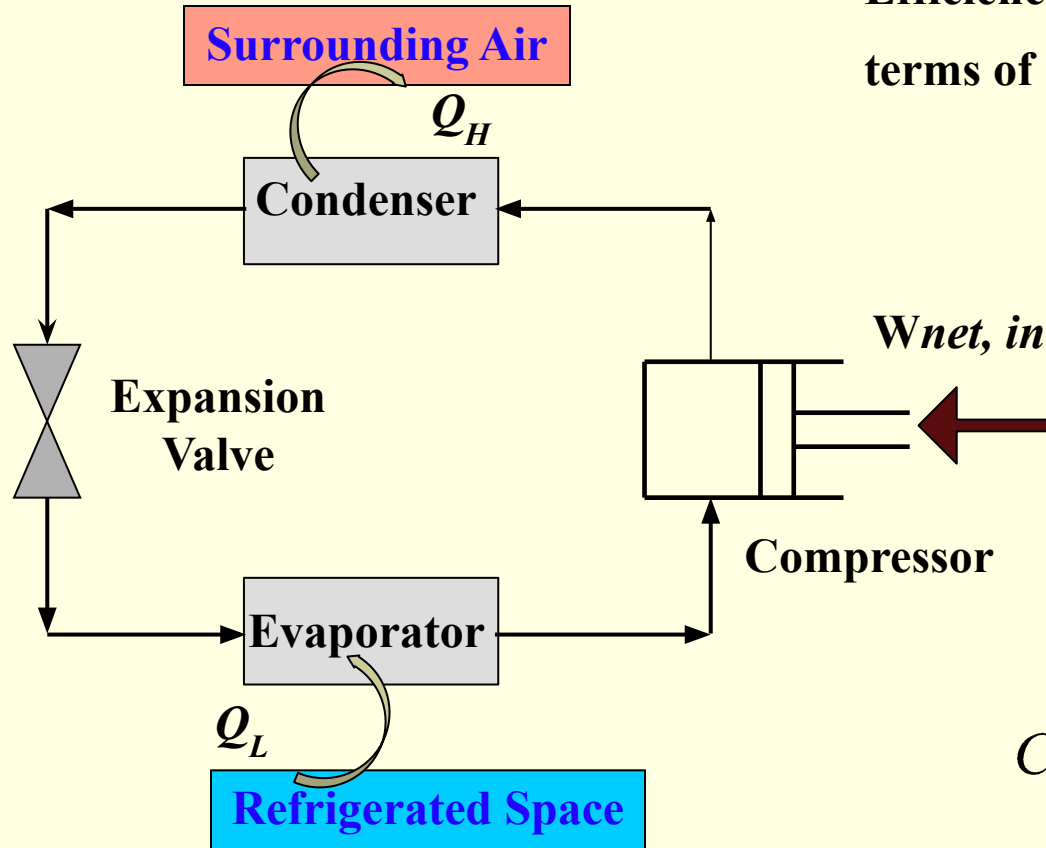 terms of
Surrounding Air
Q_H
Condenser
Wnet, in
Expansion
Valve
Compressor
Evaporator
Q_L
Refrigerated Space